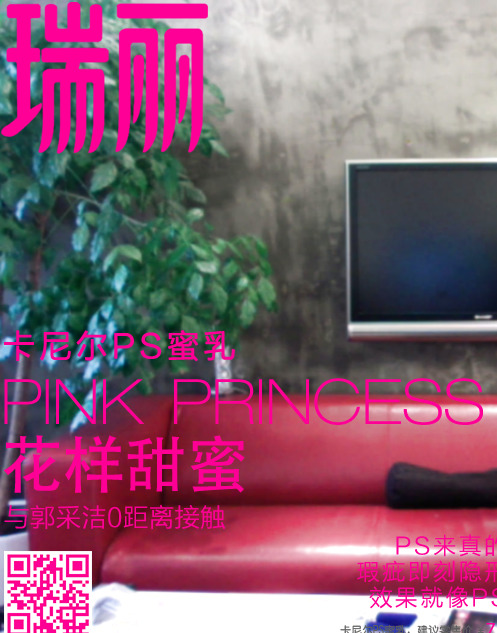 瑞丽
SHARP
卡尼尔PS蜜乳
PINK PRINCESS
花样甜蜜
与郭采洁0距离接触
PS来真的
瑕疵即刻隐形
效果就像PS